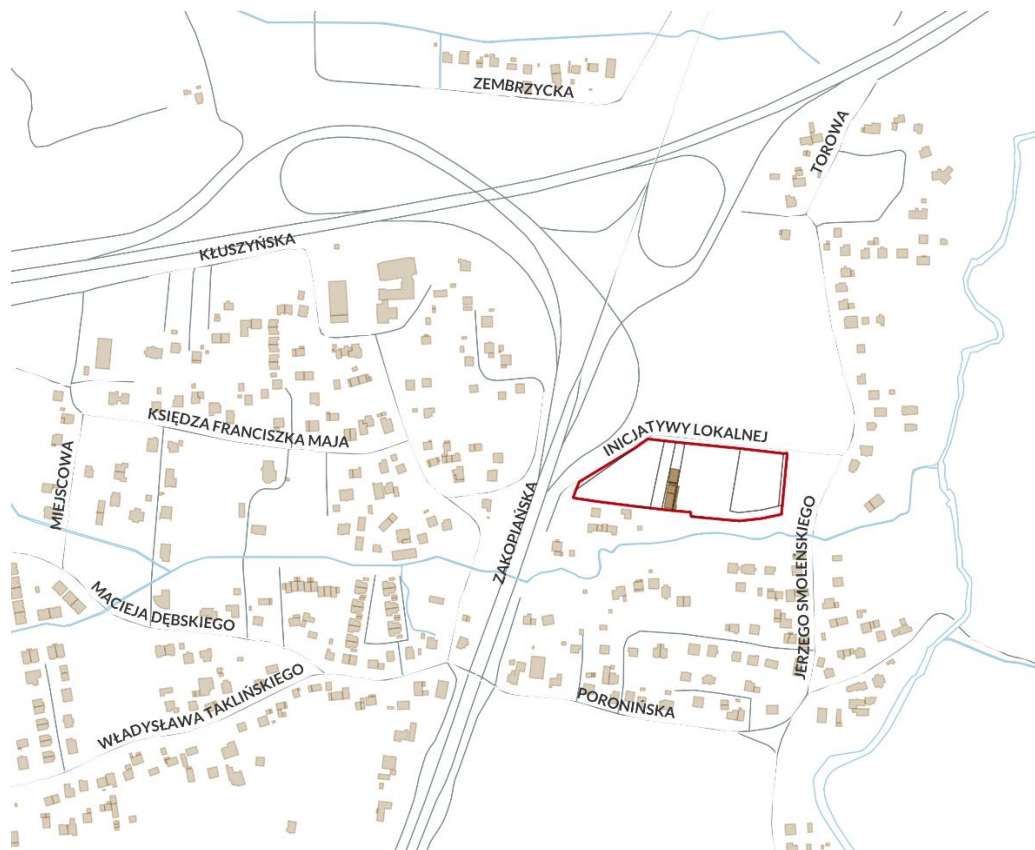 ZEMBRZYCKA
TOROWA
KŁUSZYŃSKA
INICJATYWY LOKALNEJ
KSIĘDZA FRANCISZKA MAJA
MIEJSCOWA
ZAKOPIAŃSKA
JERZEGO SMOLEŃSKIEGO
MACIEJA DĘBSKIEGO
WŁADYSŁAWA TAKLIŃSKIEGO
PORONIŃSKA